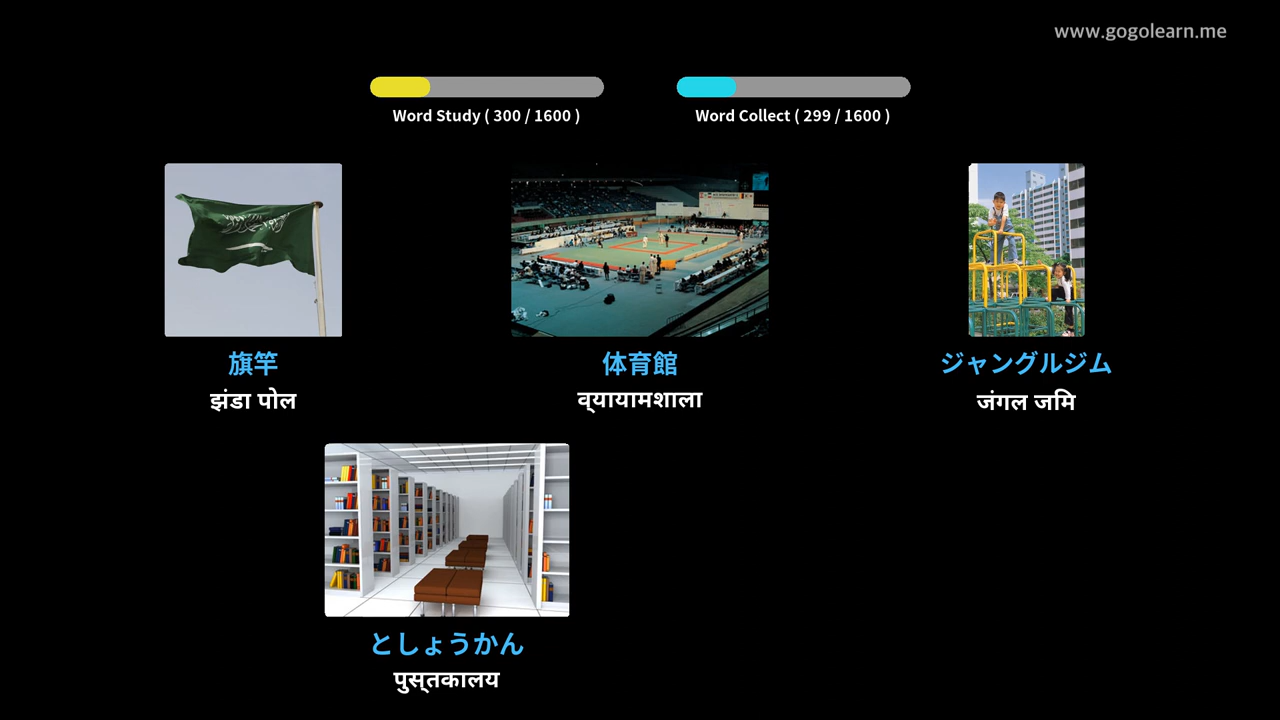 www.gogolearn.me
Word Study ( 300 / 1600 )
Word Collect ( 299 / 1600 )
旗竿
体育館
ジャングルジム
झंडा पोल
व्यायामशाला
जंगल जिम
としょうかん
पुस्तकालय